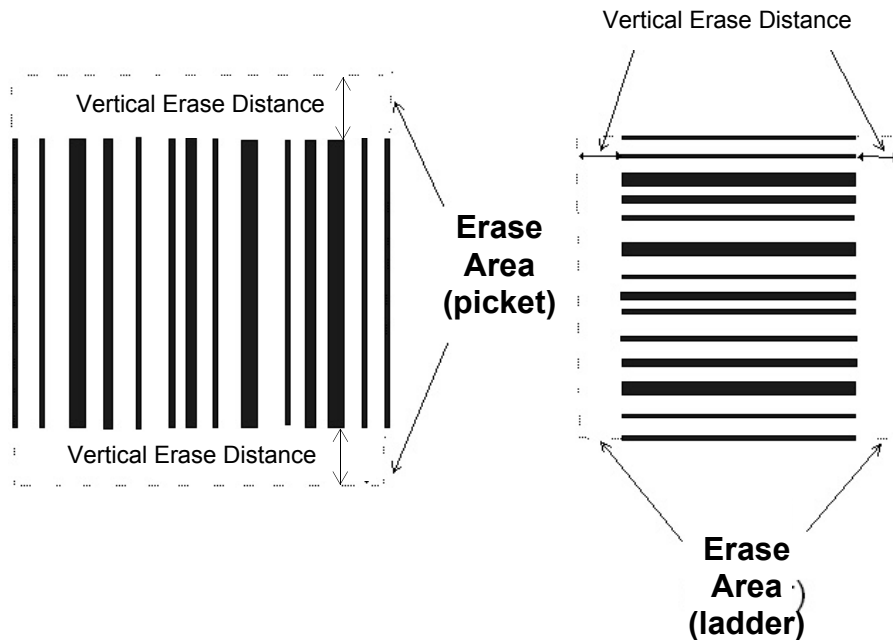 Vertical Erase Distance
Vertical Erase Distance
Erase
Area
(picket)
Vertical Erase Distance
Erase
Area
(ladder)